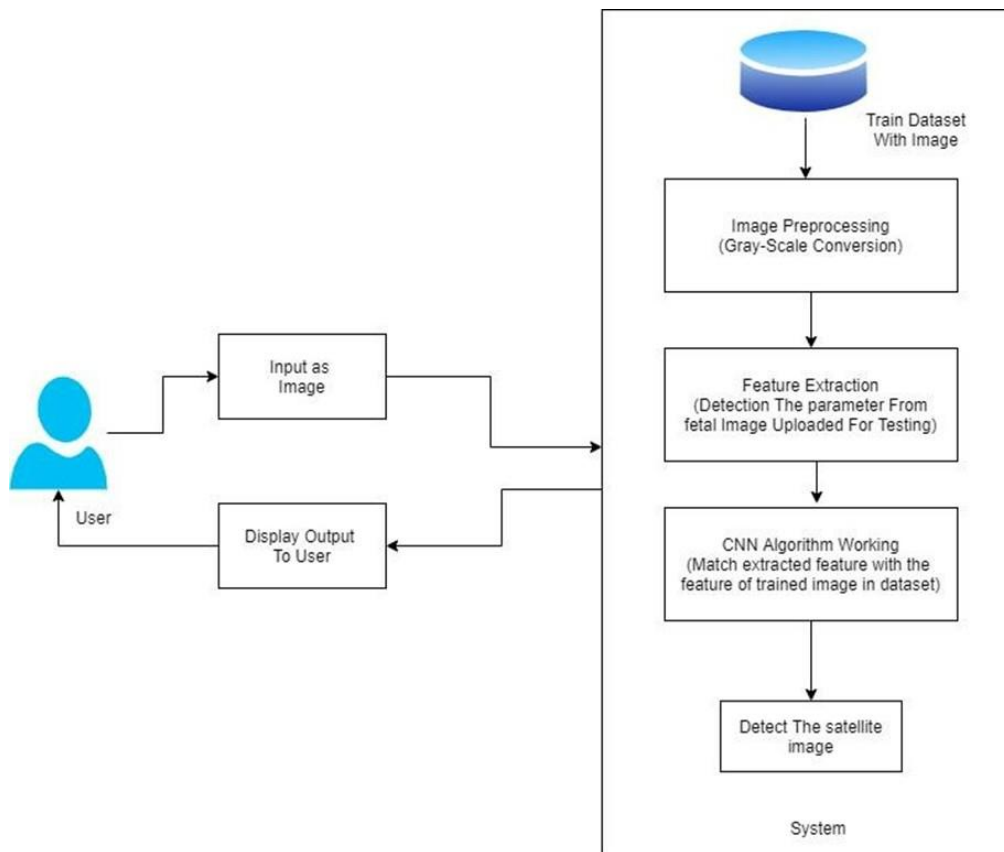 Train Dataset
With Image
Image Preprocessing
(Gray-Scale Conversion)
Feature Extraction
(Detection The parameter From
fetal Image Uploaded For Testing)
CNN Algorithm Working
(Match extracted feature with the
feature of trained image in dataset)
Detect The satellite
image
System
Input as
Image
User
Display Output
To User